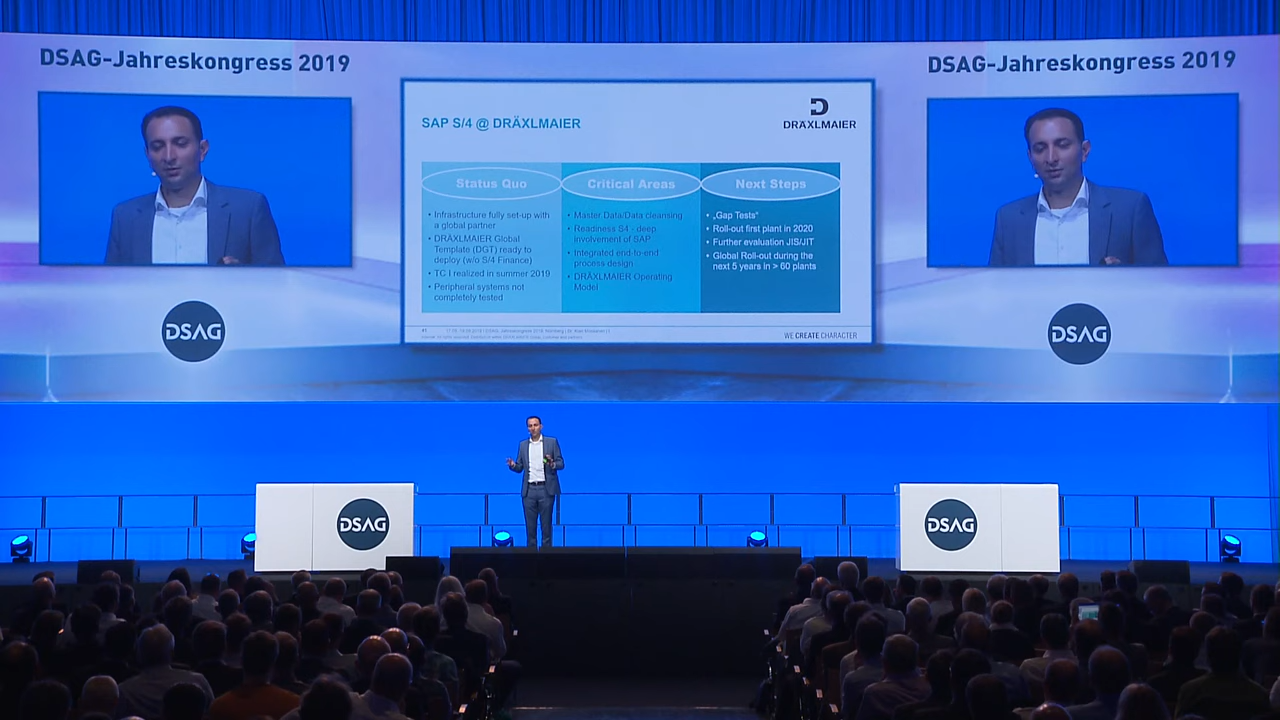 DSAG-Jahreskongress 2019
DSAG-Jahreskongress 2019
SAP S/4 @ DRÄXLMAIER
DRÄXLMAIER
Status Quo
• Infrastructure fully set-up with
a global partner
• DRÄXLMAIER Global
Template (DGT) ready to
deploy (w/o S/4 Finance)
• TC I realized in summer 2019
• Peripheral systems not
completely tested
Critical Areas
• Master Data/Data cleansing
• Readiness S4 - deep
involvement of SAP
• Integrated end-to-end
process design
• DRÄXLMAIER Operating
Model
Next Steps
• „Gap Tests“
• Roll-out first plant in 2020
• Further evaluation JIS/JIT
• Global Roll-out during the
next 5 years in > 60 plants
WE CREATE CHARACTER
DSAG
DSAG
DSAG
DSAG